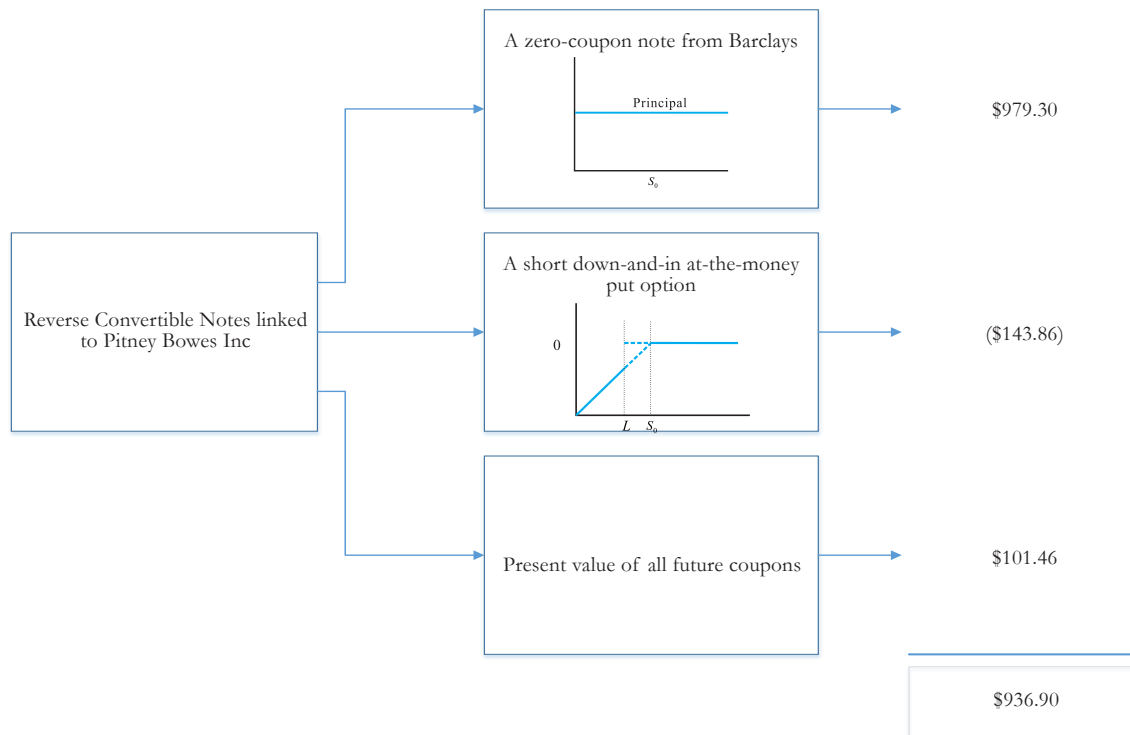 A zero-coupon note from Barclays
Principal
S₀
$979.30
Reverse Convertible Notes linked
to Pitney Bowes Inc
A short down-and-in at-the-money
put option
0
L S₀
($143.86)
Present value of all future coupons
$101.46
$936.90